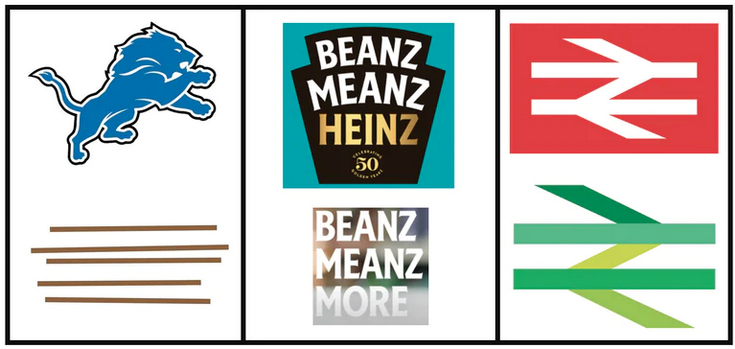 BEANZ
MEANZ
HEINZ
CELEBRATING
50
GOLDEN YEARS
BEANZ
MEANZ
MORE